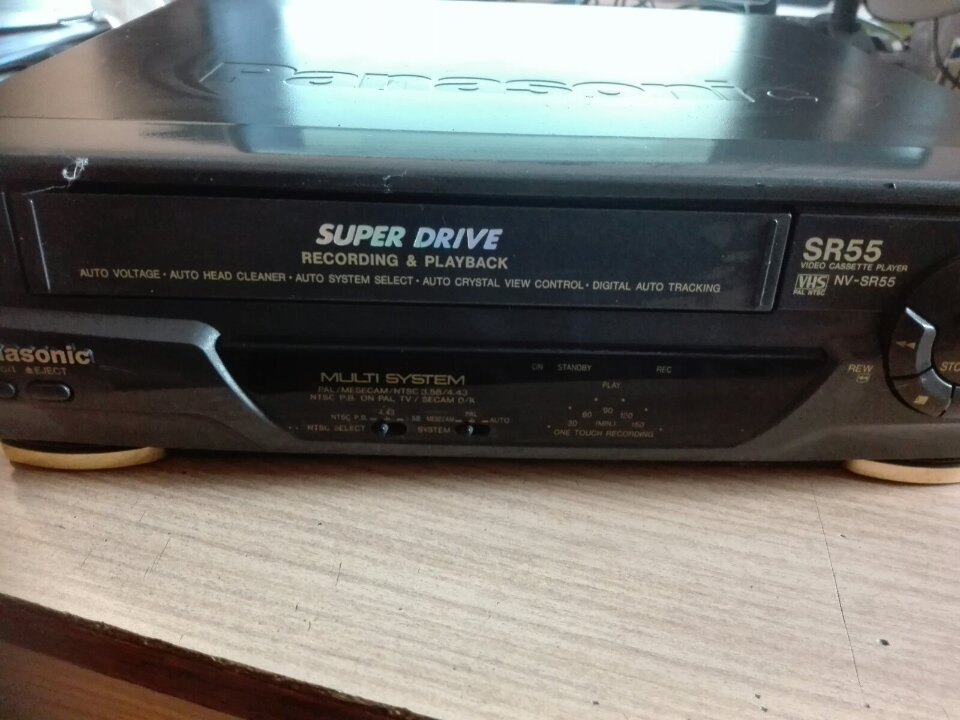 Panasonic
SUPER DRIVE
RECORDING & PLAYBACK
AUTO VOLTAGE · AUTO HEAD CLEANER · AUTO SYSTEM SELECT · AUTO CRYSTAL VIEW CONTROL · DIGITAL AUTO TRACKING
SR55
VIDEO CASSETTE PLAYER
VHS NV-SR55
PAL NTSC
nasonic
EJECT
MULTI SYSTEM
PAL/MESECAM/NTSC 3.58/4.43
NTSC P.B. ON PAL TV / SECAM D/K
NTSC P.B. 4.43 MESECAM PAL AUTO
SELECT SYSTEM
ON STANDBY REC
PLAY
60 90 120
30 (MIN.)
ONE TOUCH RECORDING
REW
STO